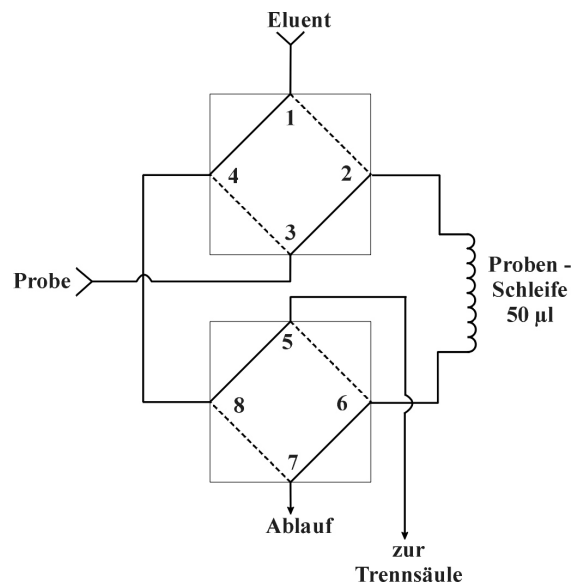 Eluent
1
4
2
3
Probe
Proben -
Schleife
50 µl
5
8
6
7
Ablauf
zur
Trennsäule